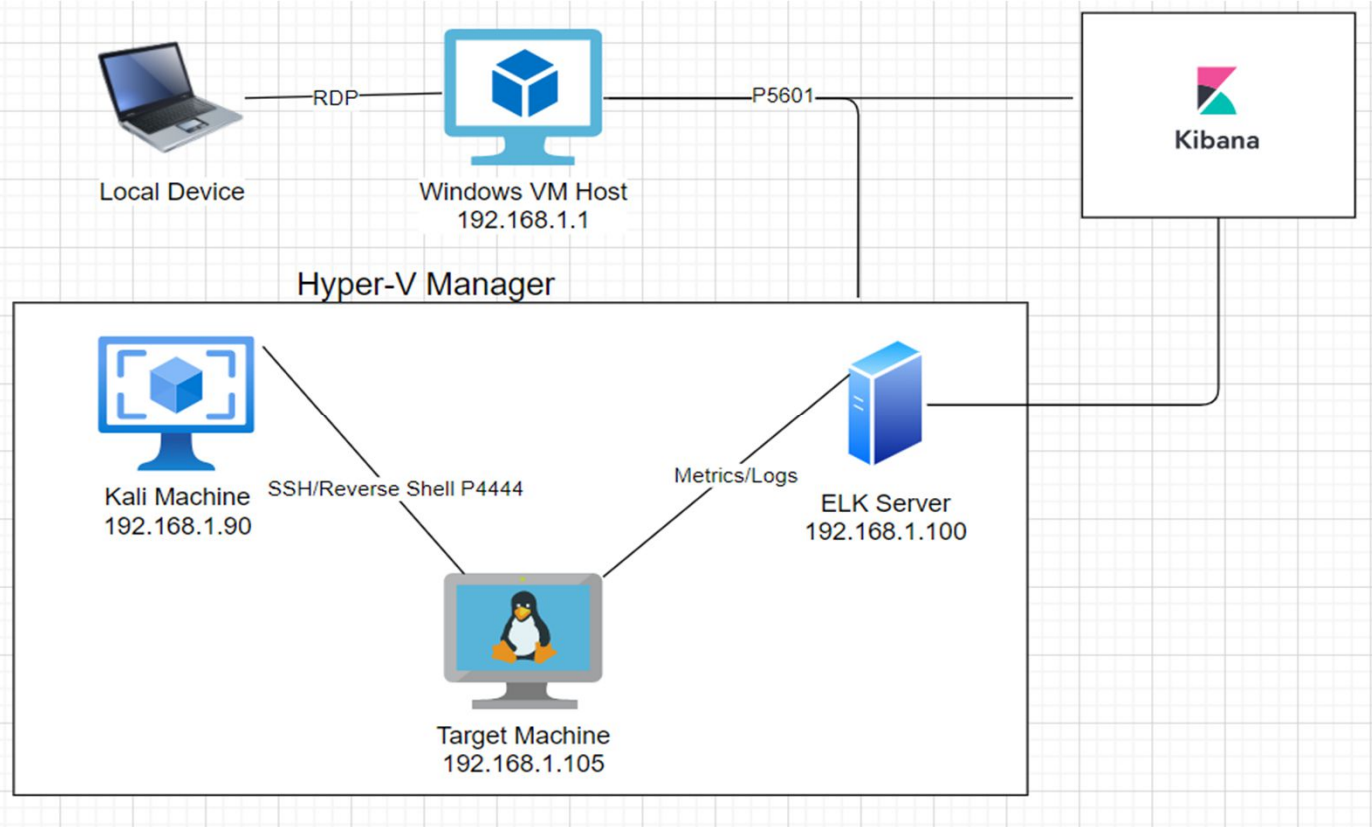 RDP
P5601
Kibana
Local Device
Windows VM Host
192.168.1.1
Hyper-V Manager
Kali Machine
192.168.1.90
SSH/Reverse Shell P4444
Metrics/Logs
ELK Server
192.168.1.100
Target Machine
192.168.1.105